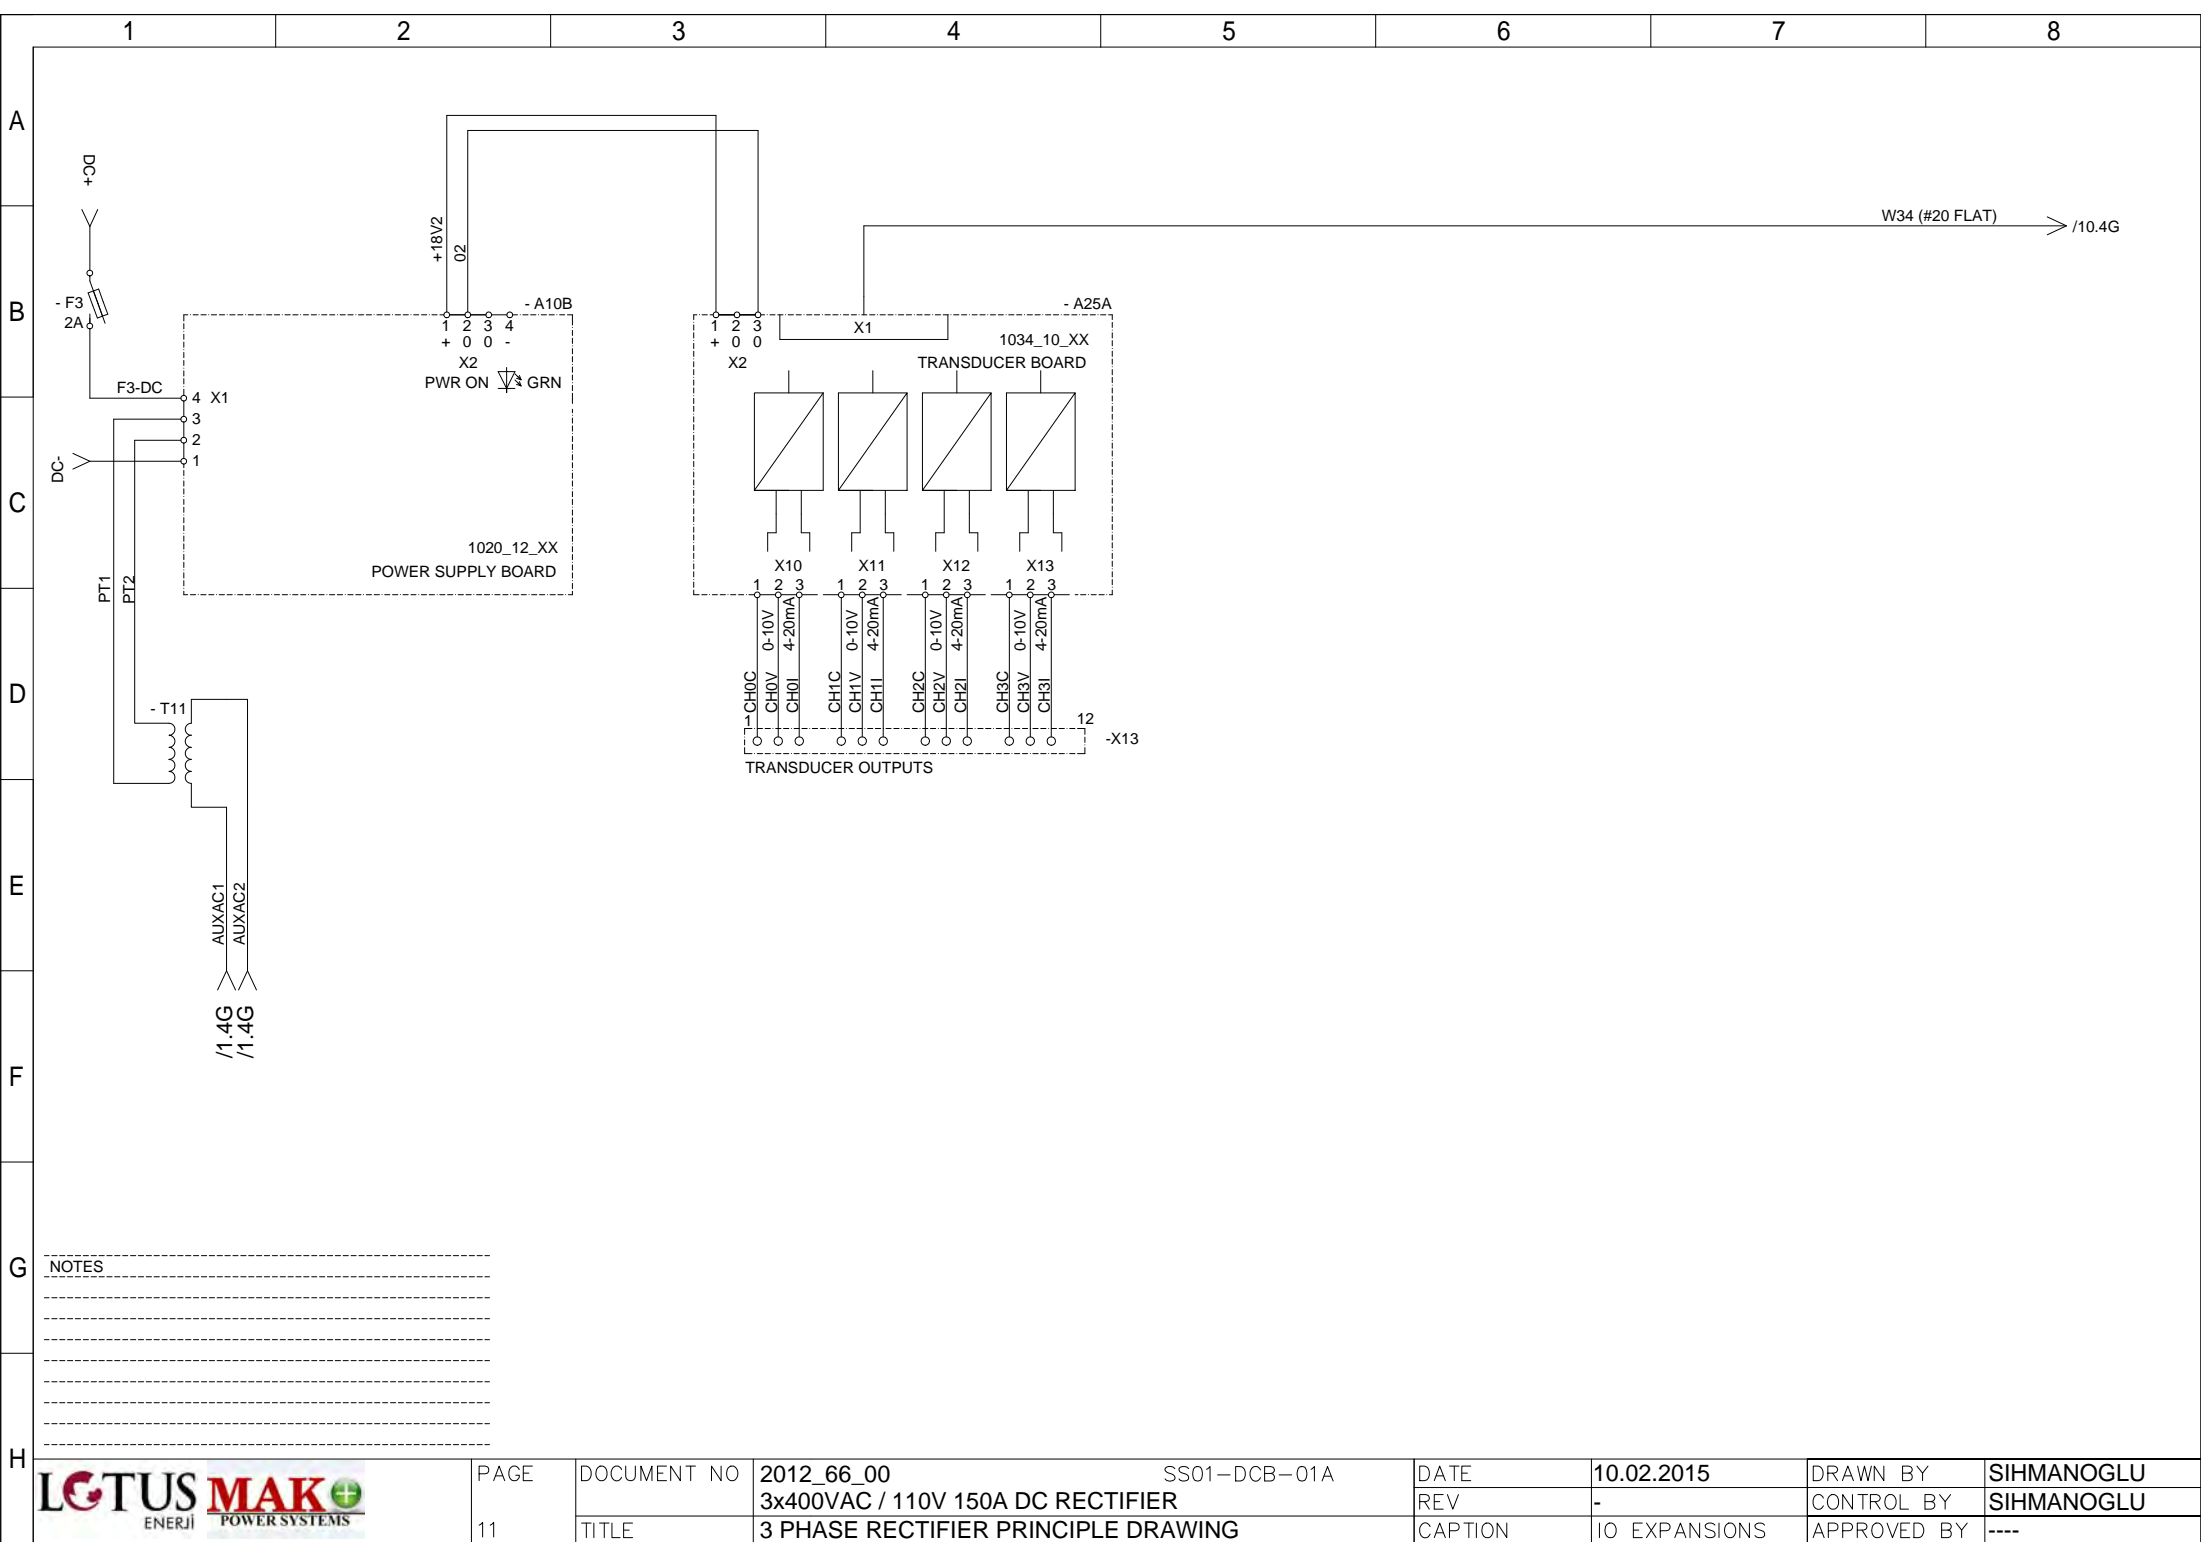 1 2 3 4 5 6 7 8
A
B
C
D
E
F
G
H
DC+
+18V2
02
W34 (#20 FLAT)
/10.4G
- F3
2A
- A10B
1 2 3 4
+ 0 0 -
X2
PWR ON GRN
F3-DC
4 X1
3
2
1
DC-
1020_12_XX
POWER SUPPLY BOARD
PT1
PT2
- T11
AUXAC1
AUXAC2
/1.4G
/1.4G
- A25A
1 2 3
+ 0 0
X2
X1
1034_10_XX
TRANSDUCER BOARD
X10 X11 X12 X13
1 2 3 1 2 3 1 2 3 1 2 3
0-10V 4-20mA 0-10V 4-20mA 0-10V 4-20mA 0-10V 4-20mA
CH0C CH0V CH0I CH1C CH1V CH1I CH2C CH2V CH2I CH3C CH3V CH3I
1 12
-X13
TRANSDUCER OUTPUTS
NOTES
LOTUS
ENERJİ
MAK
POWER SYSTEMS
PAGE
11
DOCUMENT NO 2012_66_00 SS01-DCB-01A
3x400VAC / 110V 150A DC RECTIFIER
TITLE 3 PHASE RECTIFIER PRINCIPLE DRAWING
DATE 10.02.2015
REV -
CAPTION IO EXPANSIONS
DRAWN BY SIHMANOGLU
CONTROL BY SIHMANOGLU
APPROVED BY ----